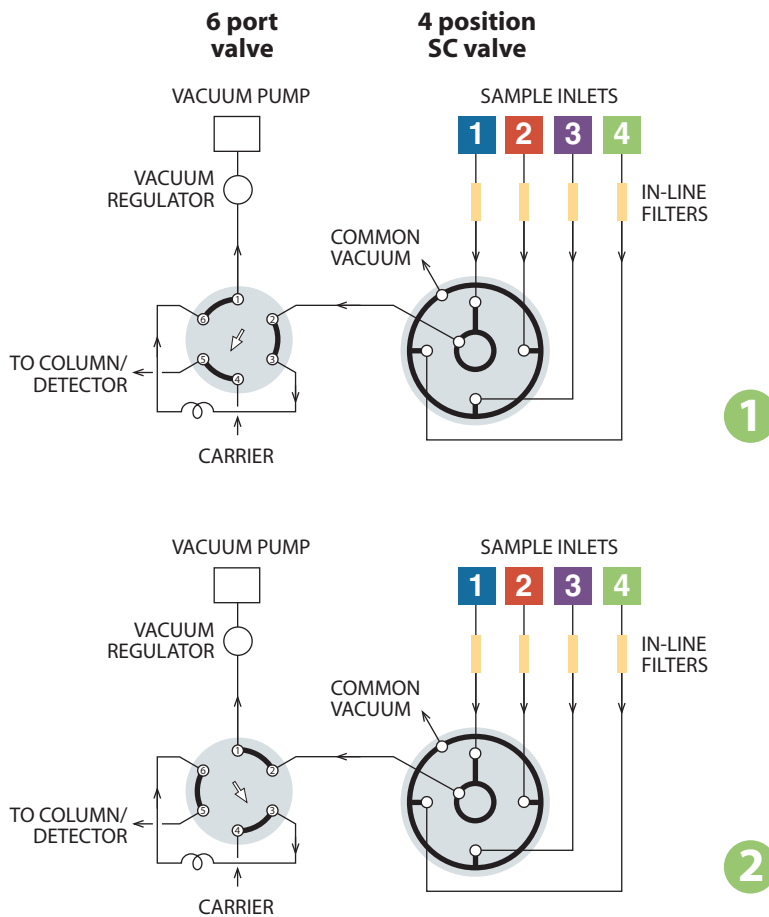 6 port
valve
4 position
SC valve
VACUUM PUMP
SAMPLE INLETS
1 2 3 4
VACUUM
REGULATOR
IN-LINE
FILTERS
COMMON
VACUUM
1
6
2
5
3
4
TO COLUMN/
DETECTOR
CARRIER
1
VACUUM PUMP
SAMPLE INLETS
1 2 3 4
VACUUM
REGULATOR
IN-LINE
FILTERS
COMMON
VACUUM
1
6
2
5
3
4
TO COLUMN/
DETECTOR
CARRIER
2